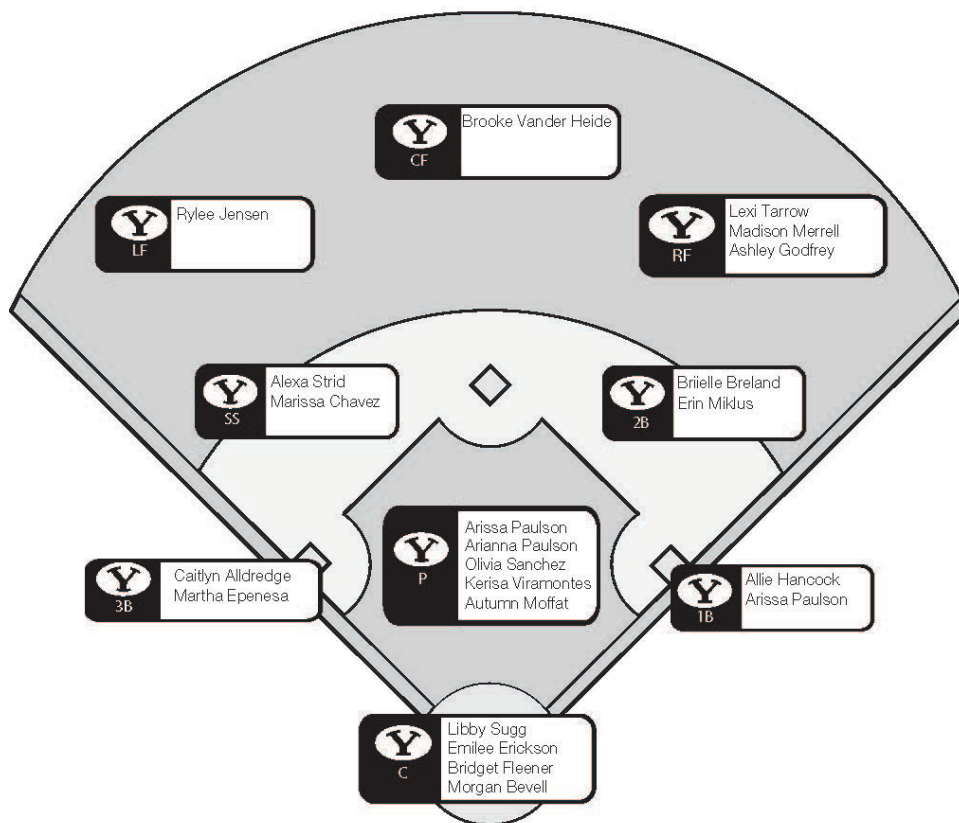 Y
CF
Brooke Vander Heide
Y
LF
Rylee Jensen
Y
RF
Lexi Tarrow
Madison Merrell
Ashley Godfrey
Y
SS
Alexa Strid
Marissa Chavez
Y
2B
Briielle Breland
Erin Miklus
Y
P
Arissa Paulson
Arianna Paulson
Olivia Sanchez
Kerisa Viramontes
Autumn Moffat
Y
3B
Caitlyn Alldredge
Martha Epenesa
Y
1B
Allie Hancock
Arissa Paulson
Y
C
Libby Sugg
Emilee Erickson
Bridget Fleener
Morgan Bevell